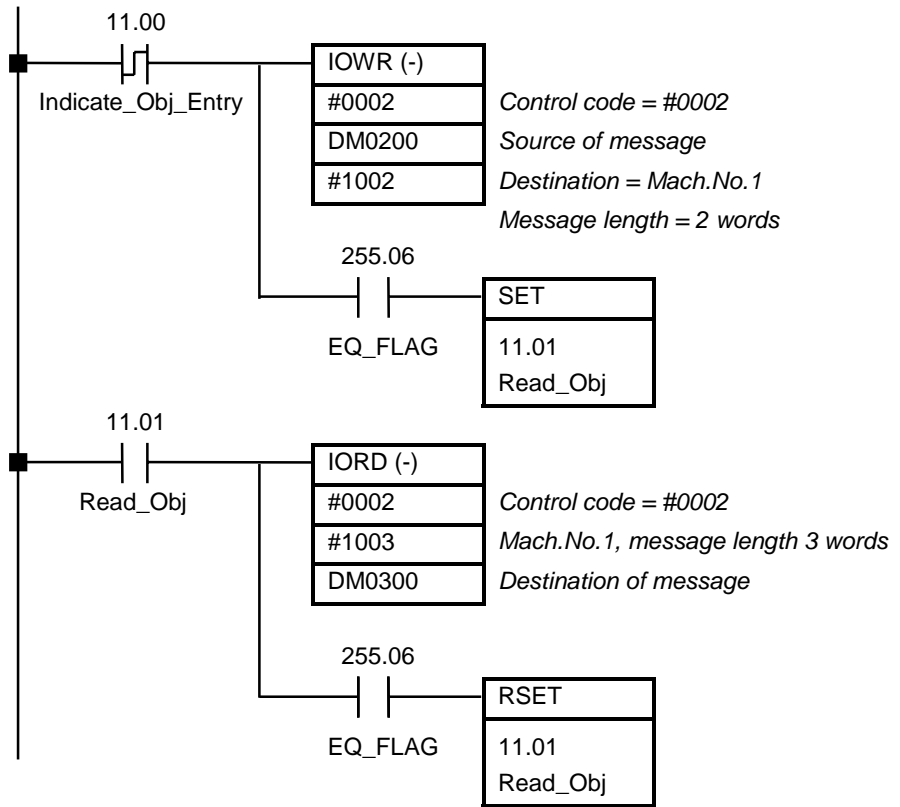 11.00
Indicate_Obj_Entry
IOWR (-)
#0002 Control code = #0002
DM0200 Source of message
#1002 Destination = Mach.No.1
Message length = 2 words
255.06
EQ_FLAG
SET
11.01
Read_Obj
11.01
Read_Obj
IORD (-)
#0002 Control code = #0002
#1003 Mach.No.1, message length 3 words
DM0300 Destination of message
255.06
EQ_FLAG
RSET
11.01
Read_Obj